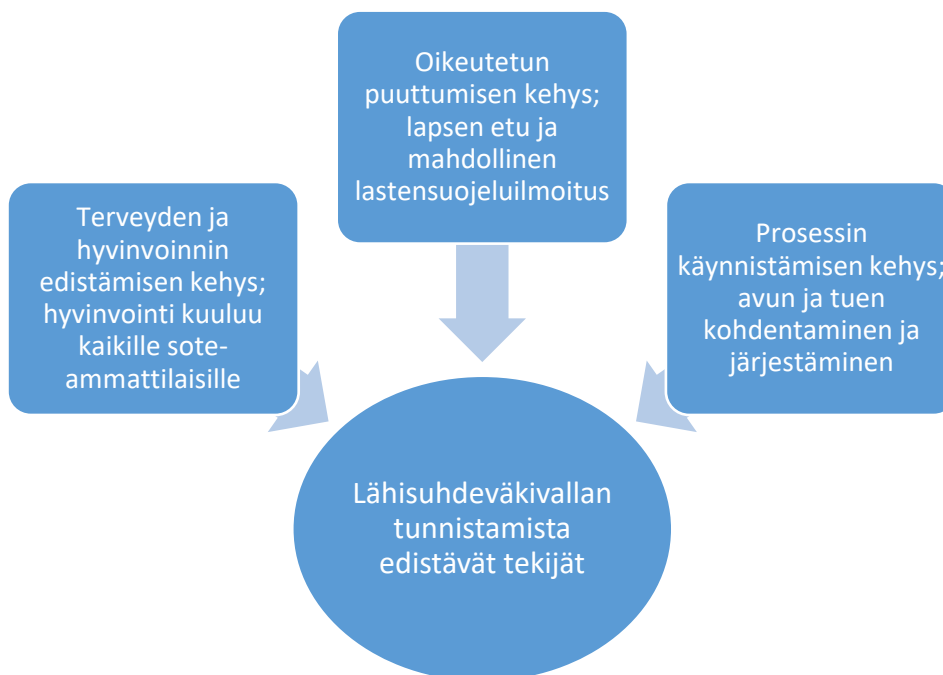 Oikeutetun
puuttumisen kehys;
lapsen etu ja
mahdollinen
lastensuojeluilmoitus
Terveyden ja
hyvinvoinnin
edistämisen kehys;
hyvinvointi kuuluu
kaikille sote-
ammattilaisille
Prosessin
käynnistämisen kehys;
avun ja tuen
kohdentaminen ja
järjestäminen
Lähisuhdeväkivallan
tunnistamista
edistävät tekijät